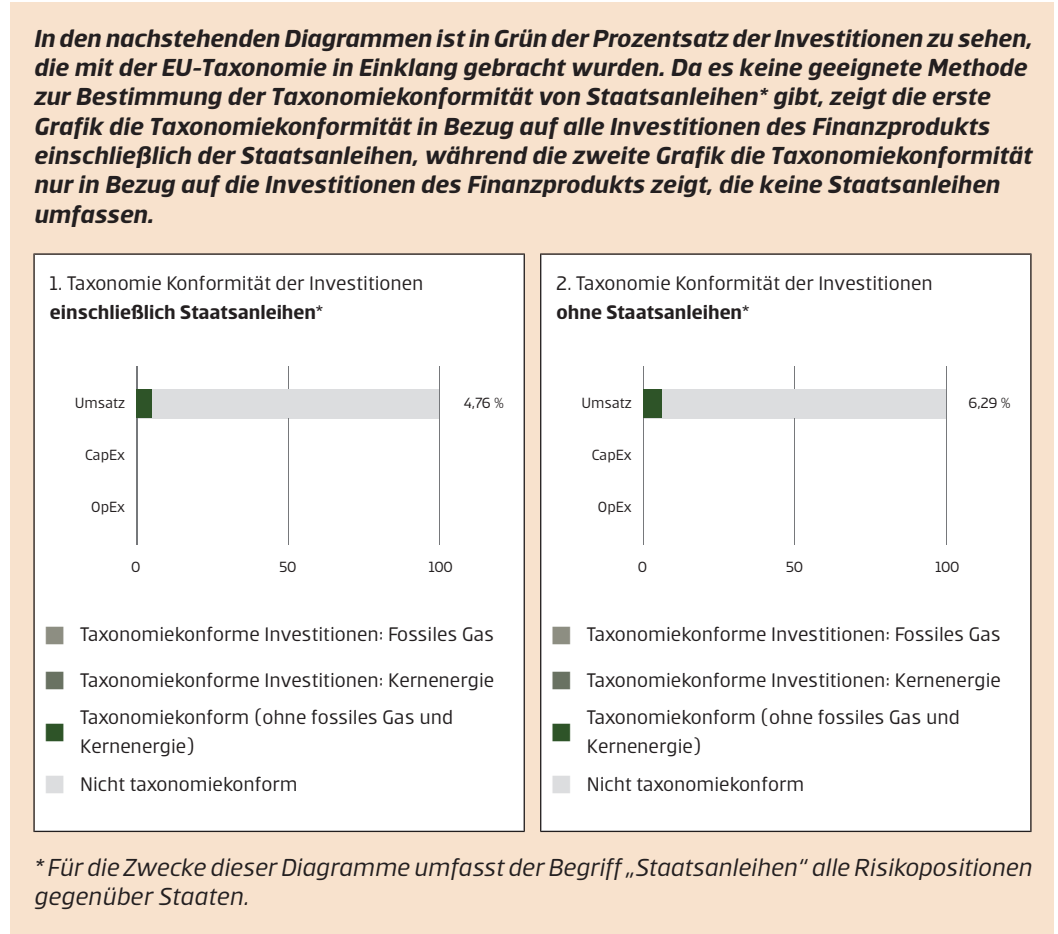 In den nachstehenden Diagrammen ist in Grün der Prozentsatz der Investitionen zu sehen,
die mit der EU-Taxonomie in Einklang gebracht wurden. Da es keine geeignete Methode
zur Bestimmung der Taxonomiekonformität von Staatsanleihen* gibt, zeigt die erste
Grafik die Taxonomiekonformität in Bezug auf alle Investitionen des Finanzprodukts
einschließlich der Staatsanleihen, während die zweite Grafik die Taxonomiekonformität
nur in Bezug auf die Investitionen des Finanzprodukts zeigt, die keine Staatsanleihen
umfassen.
1. Taxonomie Konformität der Investitionen
einschließlich Staatsanleihen*
Umsatz
4,76 %
CapEx
OpEx
0 50 100
Taxonomiekonforme Investitionen: Fossiles Gas
Taxonomiekonforme Investitionen: Kernenergie
Taxonomiekonform (ohne fossiles Gas und
Kernenergie)
Nicht taxonomiekonform
2. Taxonomie Konformität der Investitionen
ohne Staatsanleihen*
Umsatz
6,29 %
CapEx
OpEx
0 50 100
Taxonomiekonforme Investitionen: Fossiles Gas
Taxonomiekonforme Investitionen: Kernenergie
Taxonomiekonform (ohne fossiles Gas und
Kernenergie)
Nicht taxonomiekonform
* Für die Zwecke dieser Diagramme umfasst der Begriff „Staatsanleihen“ alle Risikopositionen
gegenüber Staaten.